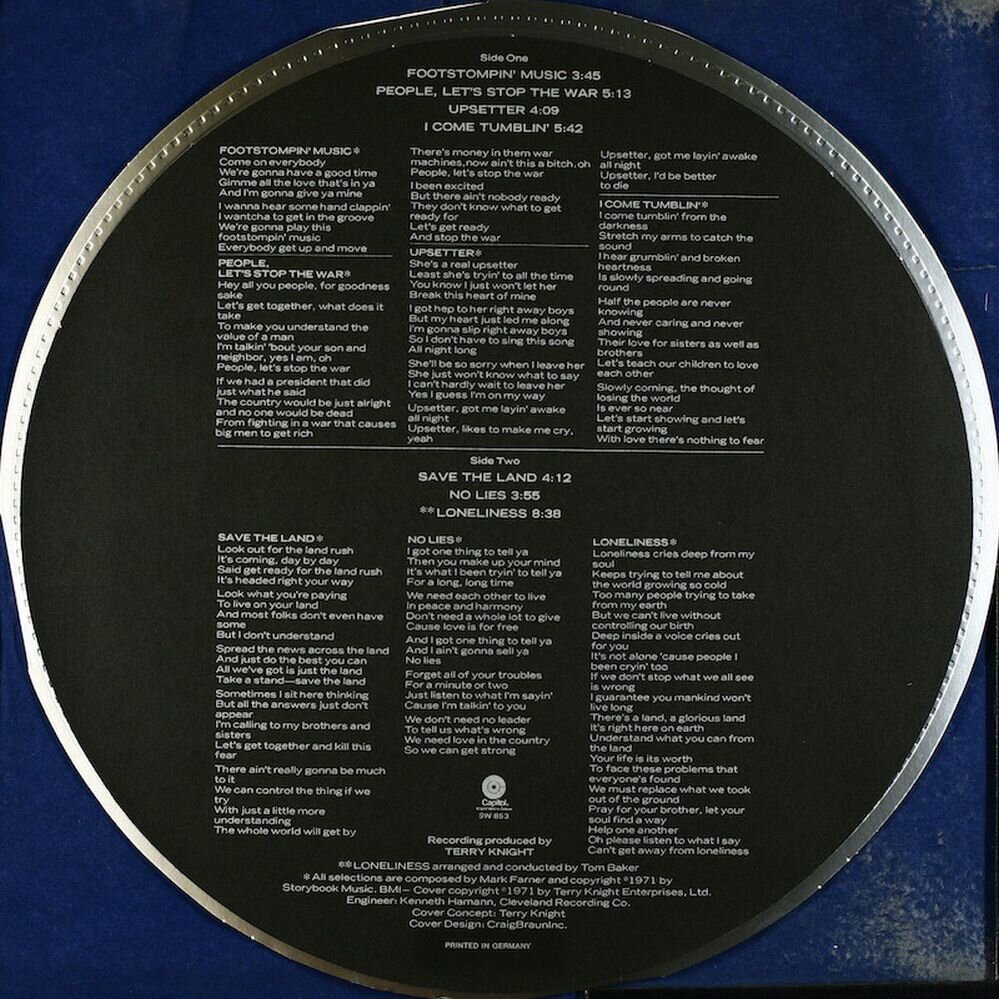 Side One
FOOTSTOMPIN' MUSIC 3:45
PEOPLE, LET'S STOP THE WAR 5:13
UPSETTER 4:09
I COME TUMBLIN' 5:42
FOOTSTOMPIN' MUSIC*
Come on everybody
We're gonna have a good time
Gimme all the love that's in ya
And I'm gonna give ya mine
I wanna hear some hand clappin'
I wantcha to get in the groove
We're gonna play this
footstompin' music
Everybody get up and move
PEOPLE,
LET'S STOP THE WAR*
Hey all you people, for goodness
sake
Let's get together, what does it
take
To make you understand the
value of a man
I'm talkin' 'bout your son and
neighbor, yes I am, oh
People, let's stop the war
If we had a president that did
just what he said
The country would be just alright
and no one would be dead
From fighting in a war that causes
big men to get rich
There's money in them war
machines, now ain't this a bitch, oh
People, let's stop the war
I been excited
But there ain't nobody ready
They don't know what to get
ready for
Let's get ready
And stop the war
UPSETTER*
She's a real upsetter
Least she's tryin' to all the time
You know I just won't let her
Break this heart of mine
I got hep to her right away boys
But my heart just led me along
I'm gonna slip right away boys
So I don't have to sing this song
All night long
She'll be so sorry when I leave her
She just won't know what to say
I can't hardly wait to leave her
Yes I guess I'm on my way
Upsetter, got me layin' awake
all night
Upsetter, likes to make me cry,
yeah
Upsetter, got me layin' awake
all night
Upsetter, I'd be better
to die
I COME TUMBLIN'*
I come tumblin' from the
darkness
Stretch my arms to catch the
sound
I hear grumblin' and broken
heartness
Is slowly spreading and going
round
Half the people are never
knowing
And never caring and never
showing
Their love for sisters as well as
brothers
Let's teach our children to love
each other
Slowly coming, the thought of
losing the world
Is ever so near
Let's start showing and let's
start growing
With love there's nothing to fear
Side Two
SAVE THE LAND 4:12
NO LIES 3:55
**LONELINESS 8:38
SAVE THE LAND*
Look out for the land rush
It's coming, day by day
Said get ready for the land rush
It's headed right your way
Look what you're paying
To live on your land
And most folks don't even have
some
But I don't understand
Spread the news across the land
And just do the best you can
All we've got is just the land
Take a stand—save the land
Sometimes I sit here thinking
But all the answers just don't
appear
I'm calling to my brothers and
sisters
Let's get together and kill this
fear
There ain't really gonna be much
to it
We can control the thing if we
try
With just a little more
understanding
The whole world will get by
NO LIES*
I got one thing to tell ya
Then you make up your mind
It's what I been tryin' to tell ya
For a long, long time
We need each other to live
In peace and harmony
Don't need a whole lot to give
Cause love is for free
And I got one thing to tell ya
And I ain't gonna sell ya
No lies
Forget all of your troubles
For a minute or two
Just listen to what I'm sayin'
Cause I'm talkin' to you
We don't need no leader
To tell us what's wrong
We need love in the country
So we can get strong
LONELINESS*
Loneliness cries deep from my
soul
Keeps trying to tell me about
the world growing so cold
Too many people trying to take
from my earth
But we can't live without
controlling our birth
Deep inside a voice cries out
for you
It's not alone 'cause people I
been cryin' too
If we don't stop what we all see
is wrong
I guarantee you mankind won't
live long
There's a land, a glorious land
It's right here on earth
Understand what you can from
the land
Your life is its worth
To face these problems that
everyone's found
We must replace what we took
out of the ground
Pray for your brother, let your
soul find a way
Help one another
Oh please listen to what I say
Can't get away from loneliness
Capitol.
SW-853
Recording produced by
TERRY KNIGHT
**LONELINESS arranged and conducted by Tom Baker
* All selections are composed by Mark Farner and copyright ©1971 by
Storybook Music. BMI— Cover copyright ©1971 by Terry Knight Enterprises, Ltd.
Engineer: Kenneth Hamann, Cleveland Recording Co.
Cover Concept: Terry Knight
Cover Design: CraigBraunInc.
PRINTED IN GERMANY